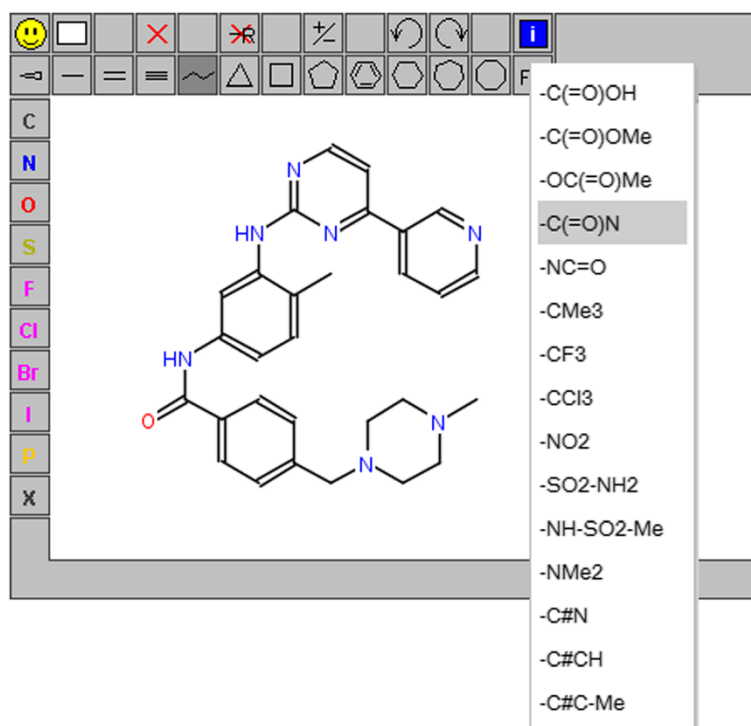 R
+/-
i
F
C
N
O
S
F
Cl
Br
I
P
X
N
HN
N
N
HN
O
N
N
-C(=O)OH
-C(=O)OMe
-OC(=O)Me
-C(=O)N
-NC=O
-CMe3
-CF3
-CCl3
-NO2
-SO2-NH2
-NH-SO2-Me
-NMe2
-C#N
-C#CH
-C#C-Me